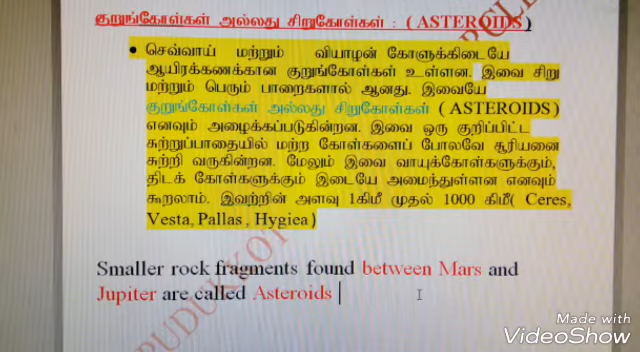 குறுங்கோள்கள் அல்லது சிறுகோள்கள் : ( ASTEROIDS )
• செவ்வாய் மற்றும் வியாழன் கோளுக்கிடையே
ஆயிரக்கணக்கான குறுங்கோள்கள் உள்ளன. இவை சிறு
மற்றும் பெரும் பாறைகளால் ஆனது. இவையே
குறுங்கோள்கள் அல்லது சிறுகோள்கள் ( ASTEROIDS )
எனவும் அழைக்கப்படுகின்றன. இவை ஒரு குறிப்பிட்ட
சுற்றுப்பாதையில் மற்ற கோள்களைப் போலவே சூரியனை
சுற்றி வருகின்றன. மேலும் இவை வாயுக்கோள்களுக்கும்,
திடக் கோள்களுக்கும் இடையே அமைந்துள்ளன எனவும்
கூறலாம். இவற்றின் அளவு 1கிமீ முதல் 1000 கிமீ( Ceres,
Vesta, Pallas , Hygiea )
Smaller rock fragments found between Mars and
Jupiter are called Asteroids
Made with
VideoShow